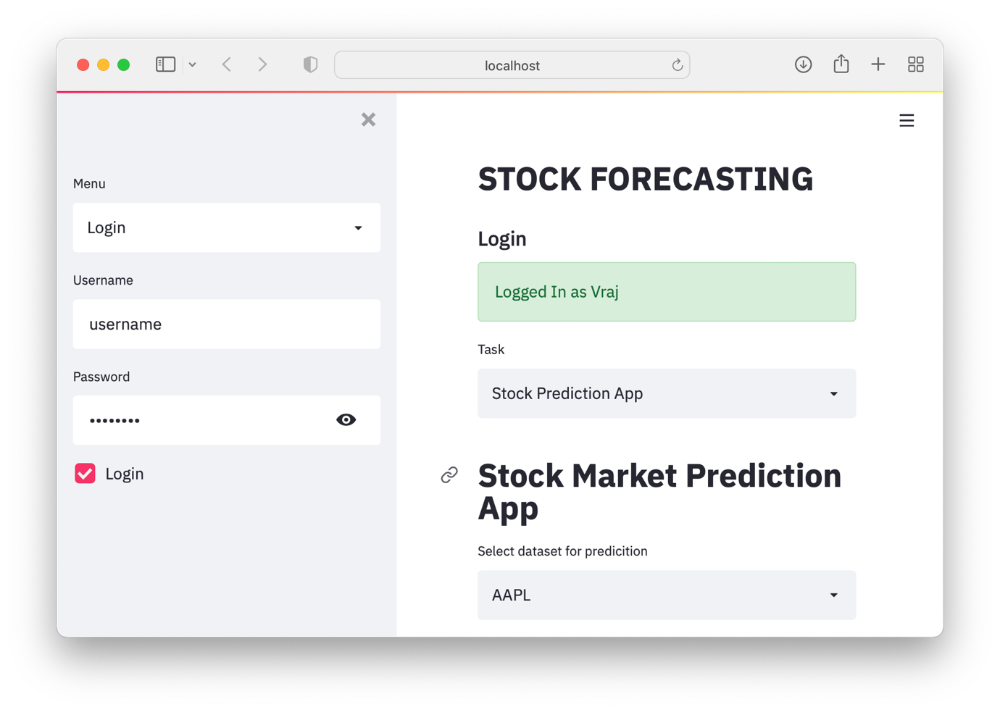 localhost
Menu
Login
Username
username
Password
Login
STOCK FORECASTING
Login
Logged In as Vraj
Task
Stock Prediction App
Stock Market Prediction
App
Select dataset for predicition
AAPL